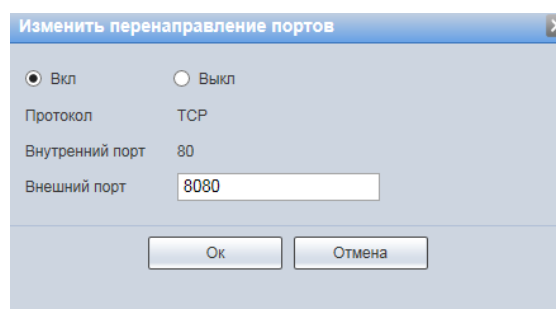 Изменить перенаправление портов
Вкл Выкл
Протокол TCP
Внутренний порт 80
Внешний порт 8080
Ок Отмена